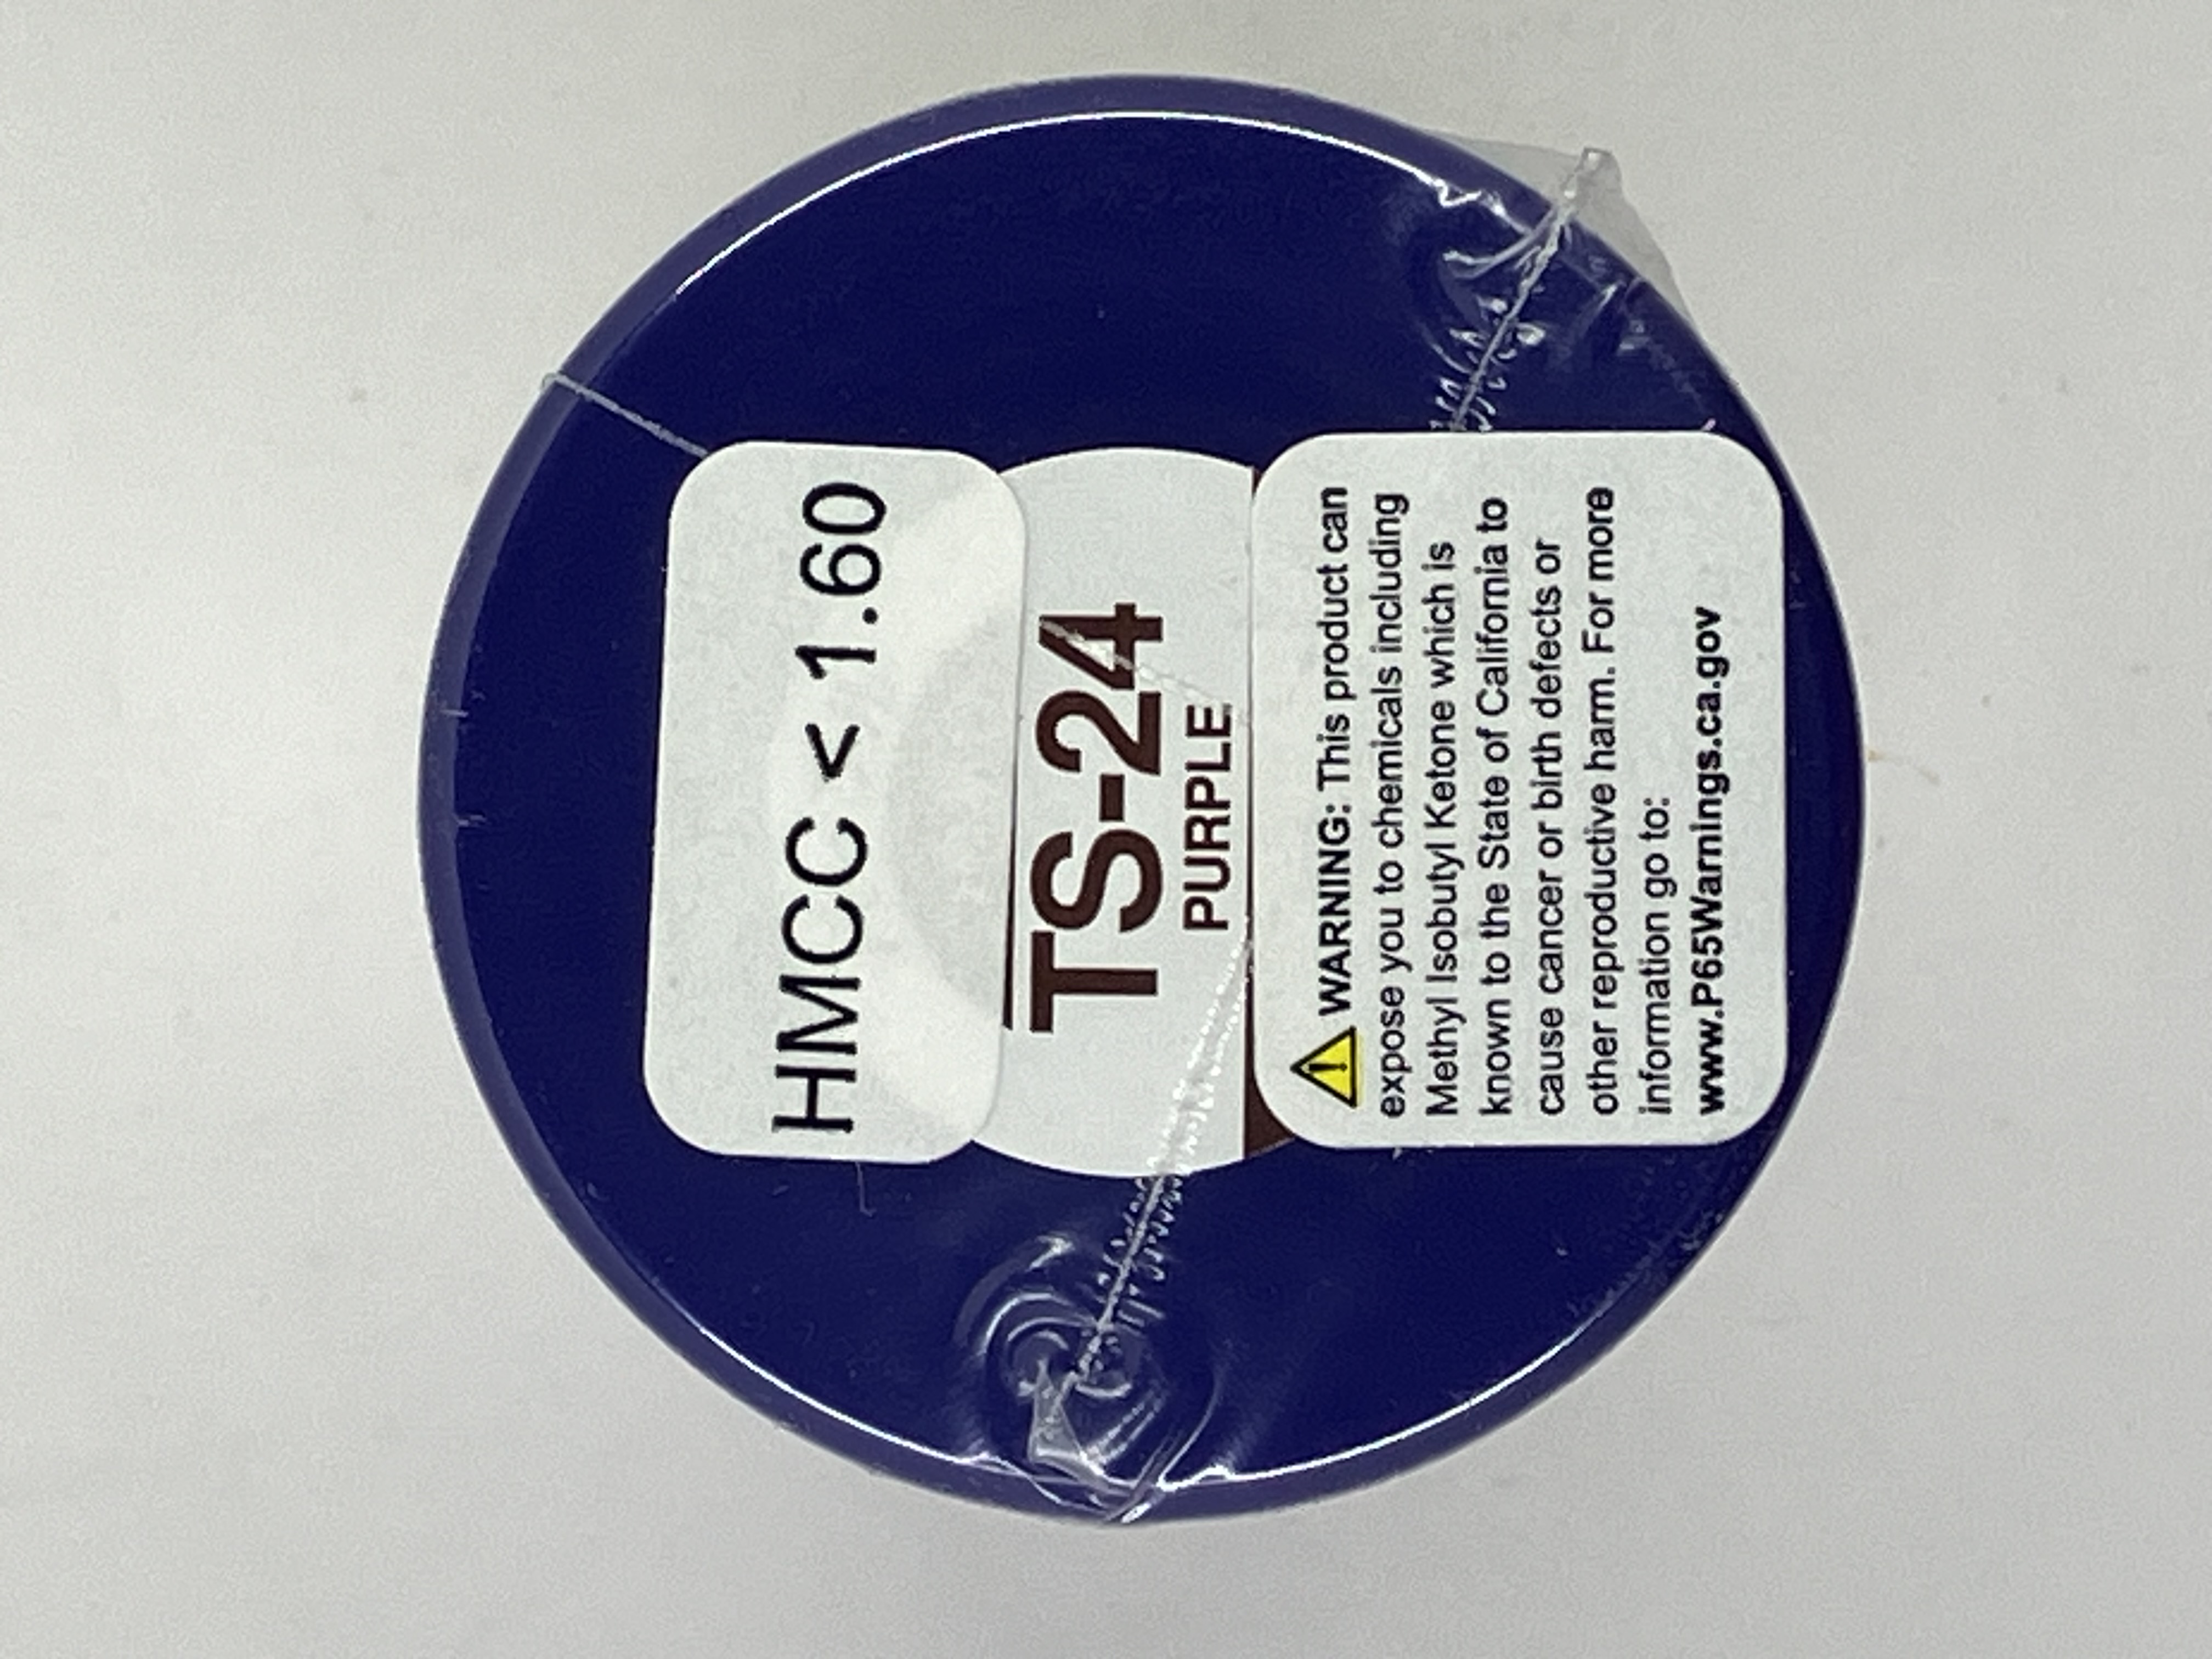 HMCC < 1.60
TS-24
PURPLE
WARNING: This product can
expose you to chemicals including
Methyl Isobutyl Ketone which is
known to the State of California to
cause cancer or birth defects or
other reproductive harm. For more
information go to:
www.P65Warnings.ca.gov